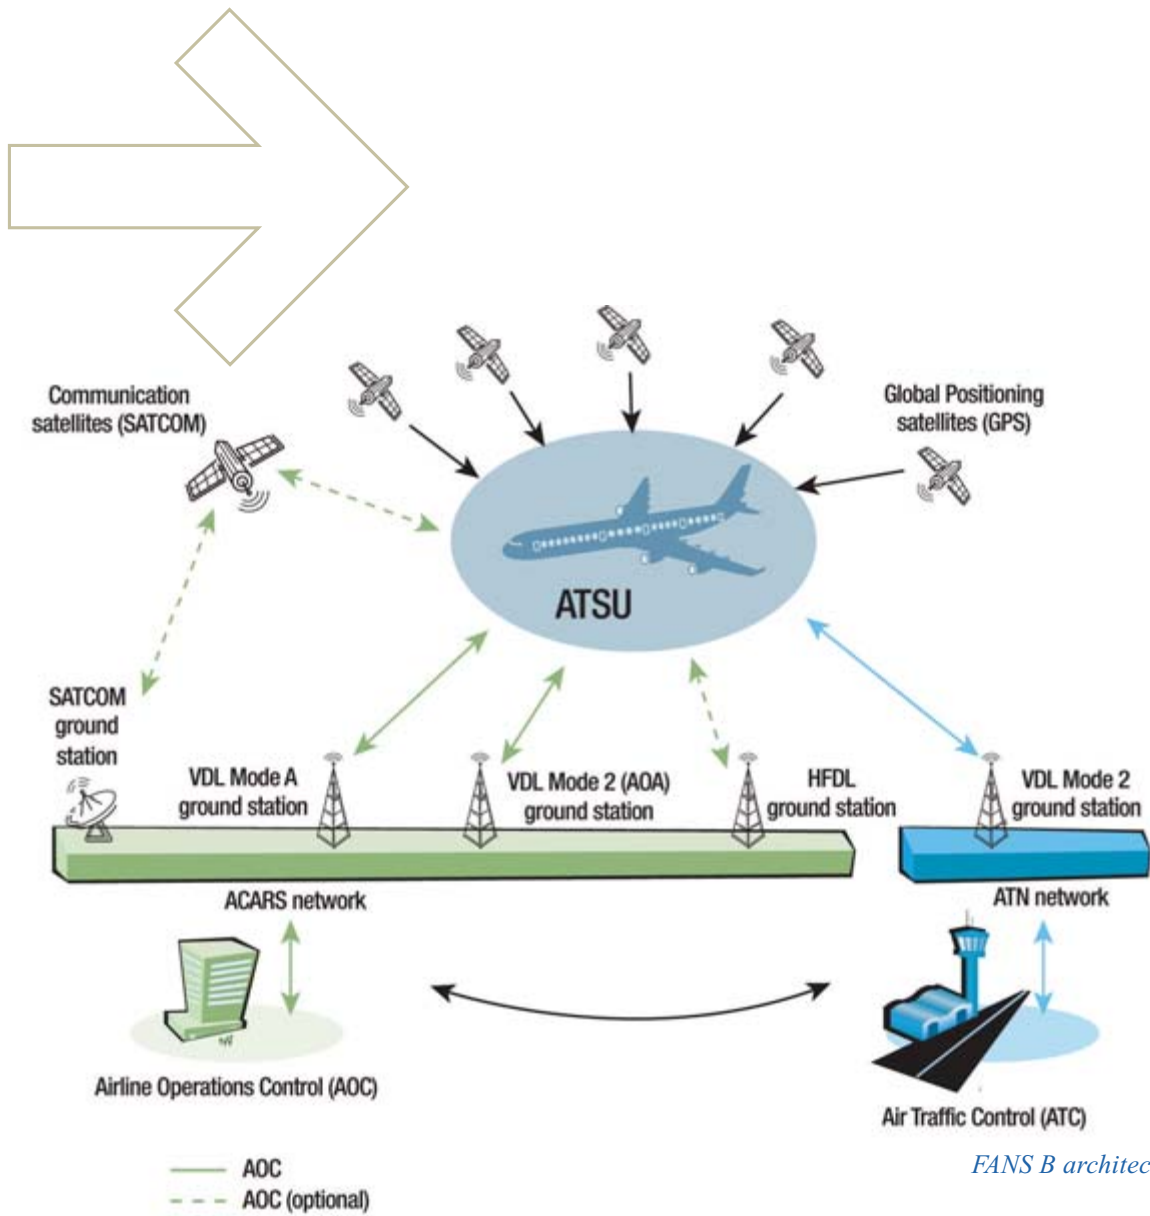 Communication
satellites (SATCOM)
Global Positioning
satellites (GPS)
ATSU
SATCOM
ground
station
VDL Mode A
ground station
VDL Mode 2 (AOA)
ground station
HFDL
ground station
VDL Mode 2
ground station
ACARS network
ATN network
Airline Operations Control (AOC)
Air Traffic Control (ATC)
FANS B architec
AOC
AOC (optional)